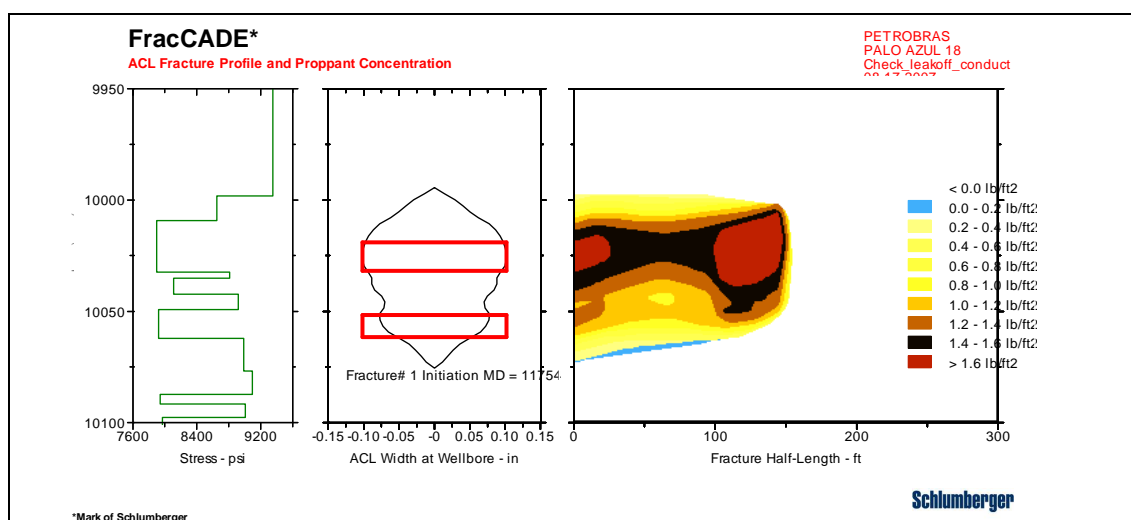 FracCADE*
ACL Fracture Profile and Proppant Concentration
PETROBRAS
PALO AZUL 18
Check_leakoff_conduct
08-17-2007
9950
10000
10050
10100
7600 8400 9200
Stress - psi
Fracture# 1 Initiation MD = 11754
-0.15 -0.10 -0.05 -0 0.05 0.10 0.15
ACL Width at Wellbore - in
0 100 200 300
Fracture Half-Length - ft
< 0.0 lb/ft2
0.0 - 0.2 lb/ft2
0.2 - 0.4 lb/ft2
0.4 - 0.6 lb/ft2
0.6 - 0.8 lb/ft2
0.8 - 1.0 lb/ft2
1.0 - 1.2 lb/ft2
1.2 - 1.4 lb/ft2
1.4 - 1.6 lb/ft2
> 1.6 lb/ft2
Schlumberger
*Mark of Schlumberger